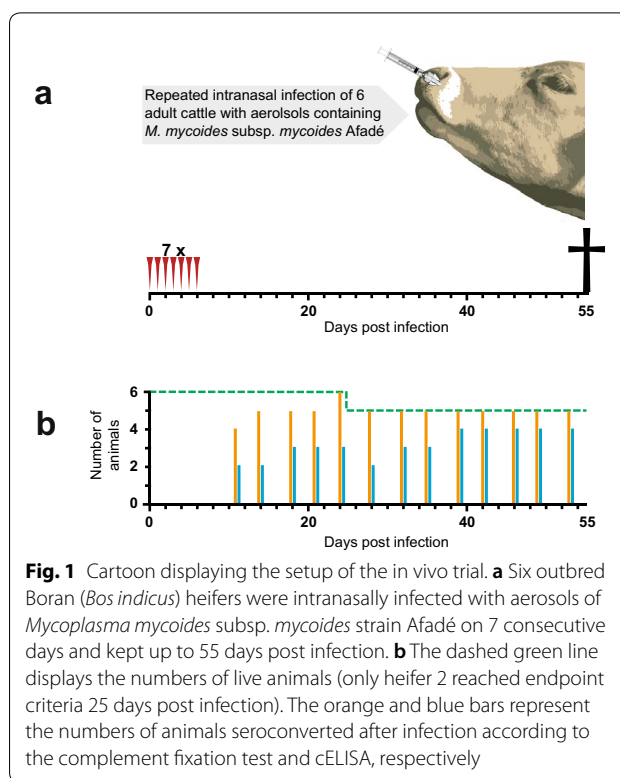 a
Repeated intranasal infection of 6
adult cattle with aerolsols containing
M. mycoides subsp. mycoides Afadé
7 x
0 20 40 55
Days post infection
b
Number of
animals
6
4
2
0
0 20 40 55
Days post infection
Fig. 1 Cartoon displaying the setup of the in vivo trial. a Six outbred
Boran (Bos indicus) heifers were intranasally infected with aerosols of
Mycoplasma mycoides subsp. mycoides strain Afadé on 7 consecutive
days and kept up to 55 days post infection. b The dashed green line
displays the numbers of live animals (only heifer 2 reached endpoint
criteria 25 days post infection). The orange and blue bars represent
the numbers of animals seroconverted after infection according to
the complement fixation test and cELISA, respectively